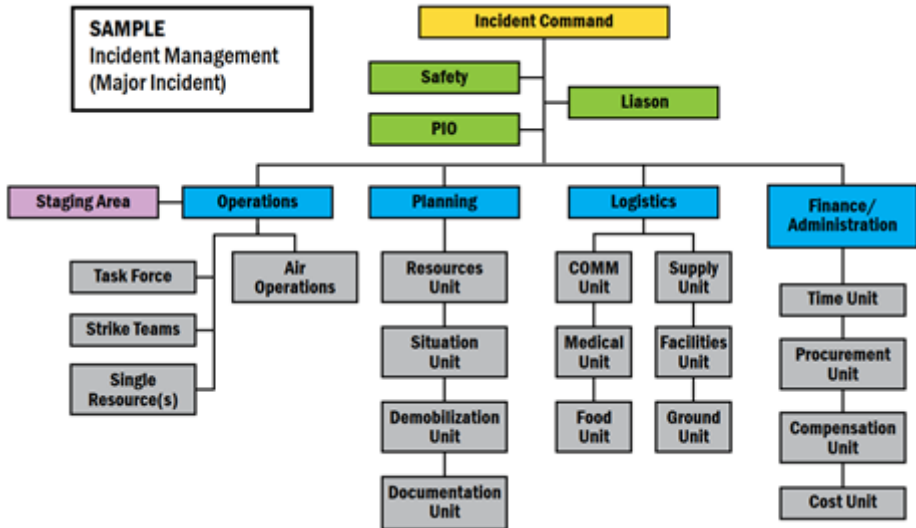 SAMPLE
Incident Management
(Major Incident)
Incident Command
Safety
Liason
PIO
Staging Area
Operations
Planning
Logistics
Finance/
Administration
Task Force
Strike Teams
Single
Resource(s)
Air
Operations
Resources
Unit
Situation
Unit
Demobilization
Unit
Documentation
Unit
COMM
Unit
Medical
Unit
Food
Unit
Supply
Unit
Facilities
Unit
Ground
Unit
Time Unit
Procurement
Unit
Compensation
Unit
Cost Unit